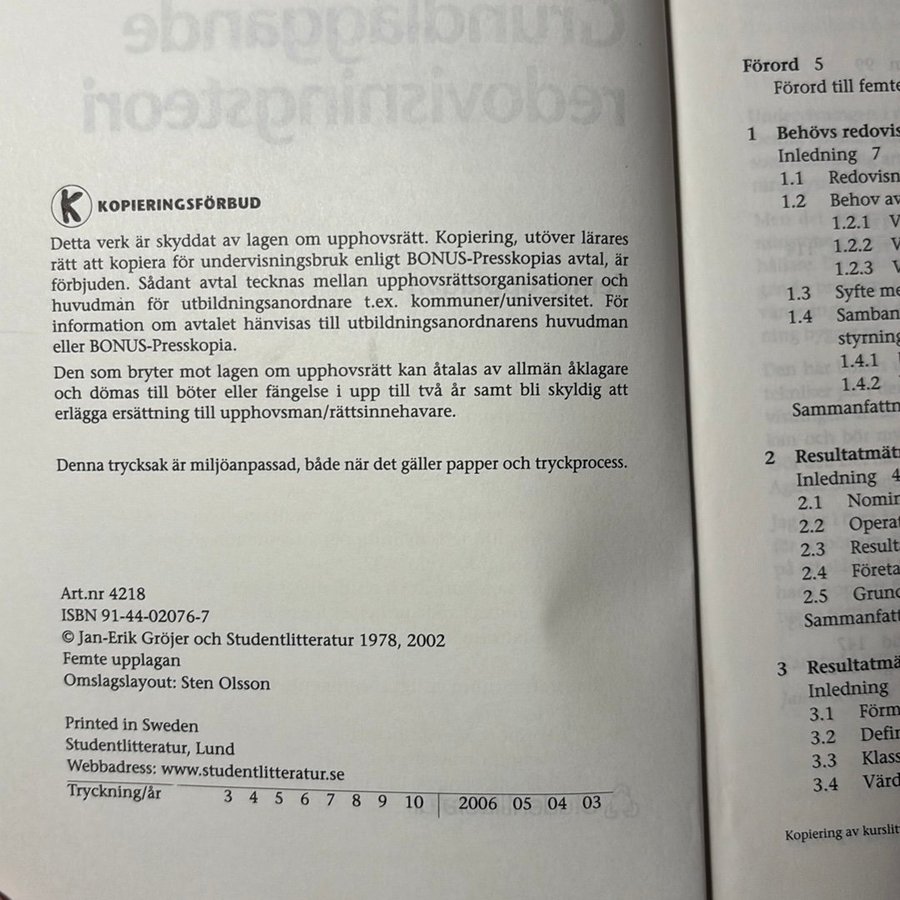 Grundläggande
redovisningsteori
K KOPIERINGSFÖRBUD
Detta verk är skyddat av lagen om upphovsrätt. Kopiering, utöver lärares
rätt att kopiera för undervisningsbruk enligt BONUS-Presskopias avtal, är
förbjuden. Sådant avtal tecknas mellan upphovsrättsorganisationer och
huvudmän för utbildningsanordnare t.ex. kommuner/universitet. För
information om avtalet hänvisas till utbildningsanordnarens huvudman
eller BONUS-Presskopia.
Den som bryter mot lagen om upphovsrätt kan åtalas av allmän åklagare
och dömas till böter eller fängelse i upp till två år samt bli skyldig att
erlägga ersättning till upphovsman/rättsinnehavare.
Denna trycksak är miljöanpassad, både när det gäller papper och tryckprocess.
Art.nr 4218
ISBN 91-44-02076-7
© Jan-Erik Gröjer och Studentlitteratur 1978, 2002
Femte upplagan
Omslagslayout: Sten Olsson
Printed in Sweden
Studentlitteratur, Lund
Webbadress: www.studentlitteratur.se
Tryckning/år 3 4 5 6 7 8 9 10 2006 05 04 03
Förord 5
Förord till femte
1 Behövs redovis
Inledning 7
1.1 Redovisn
1.2 Behov av
1.2.1 V
1.2.2 V
1.2.3 V
1.3 Syfte me
1.4 Samban
styrning
1.4.1
1.4.2
Sammanfattn
2 Resultatmät
Inledning 4
2.1 Nomin
2.2 Operat
2.3 Result
2.4 Företa
2.5 Grund
Sammanfatt
3 Resultatmä
Inledning
3.1 Förm
3.2 Defin
3.3 Klass
3.4 Värd
Kopiering av kurslitt